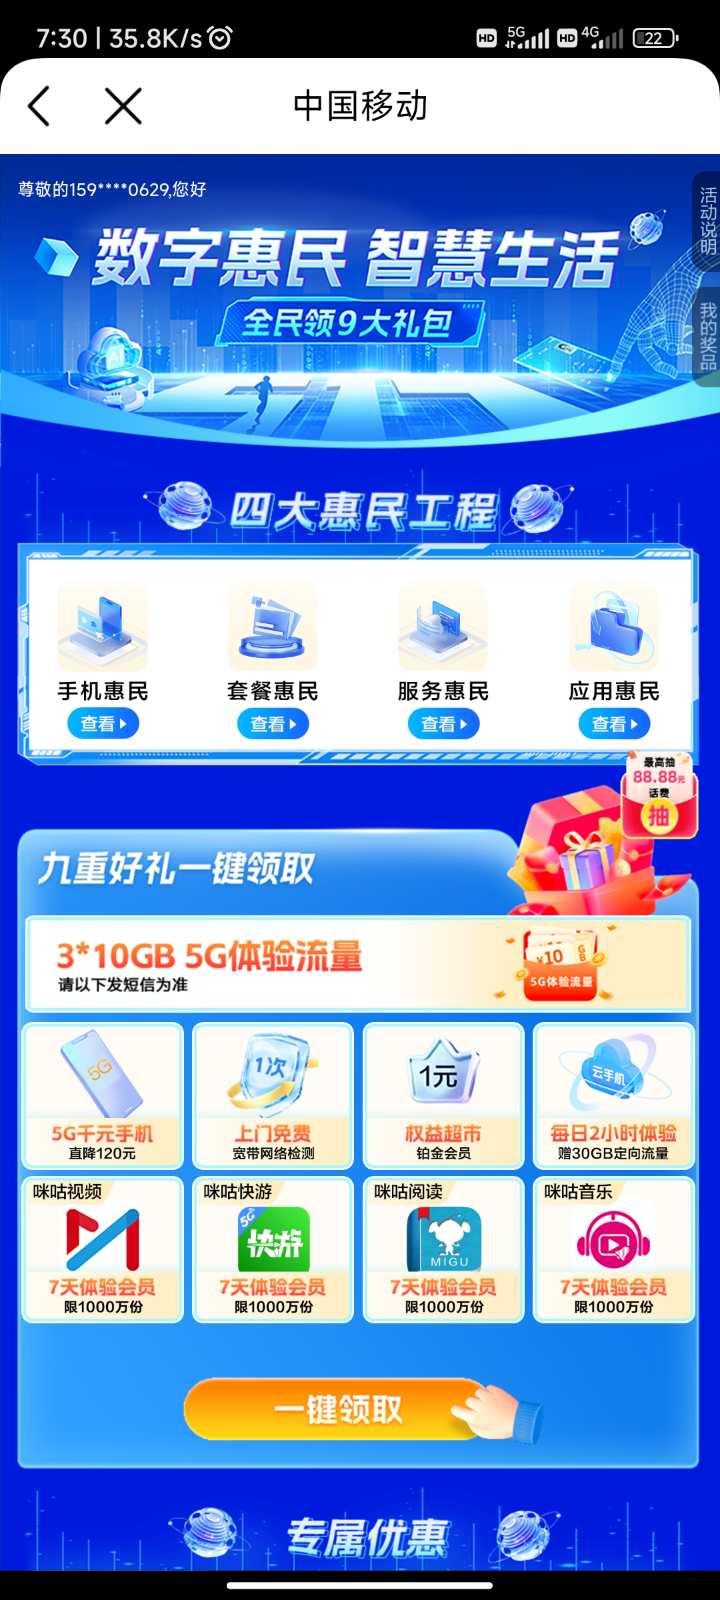 7:30 | 35.8K/s
HD 5G HD 4G 22
中国移动
尊敬的159****0629,您好
活动说明
数字惠民 智慧生活
全民领9大礼包
我的奖品
AI
四大惠民工程
手机惠民 套餐惠民 服务惠民 应用惠民
查看 查看 查看 查看
最高抽
88.88元
话费
抽
九重好礼一键领取
3*10GB 5G体验流量
请以下发短信为准
x10 GB
5G体验流量
5G 1次 1元 云手机
5G千元手机 上门免费 权益超市 每日2小时体验
直降120元 宽带网络检测 铂金会员 赠30GB定向流量
咪咕视频 咪咕快游 咪咕阅读 咪咕音乐
5G 快游 MIGU
7天体验会员 7天体验会员 7天体验会员 7天体验会员
限1000万份 限1000万份 限1000万份 限1000万份
一键领取
专属优惠